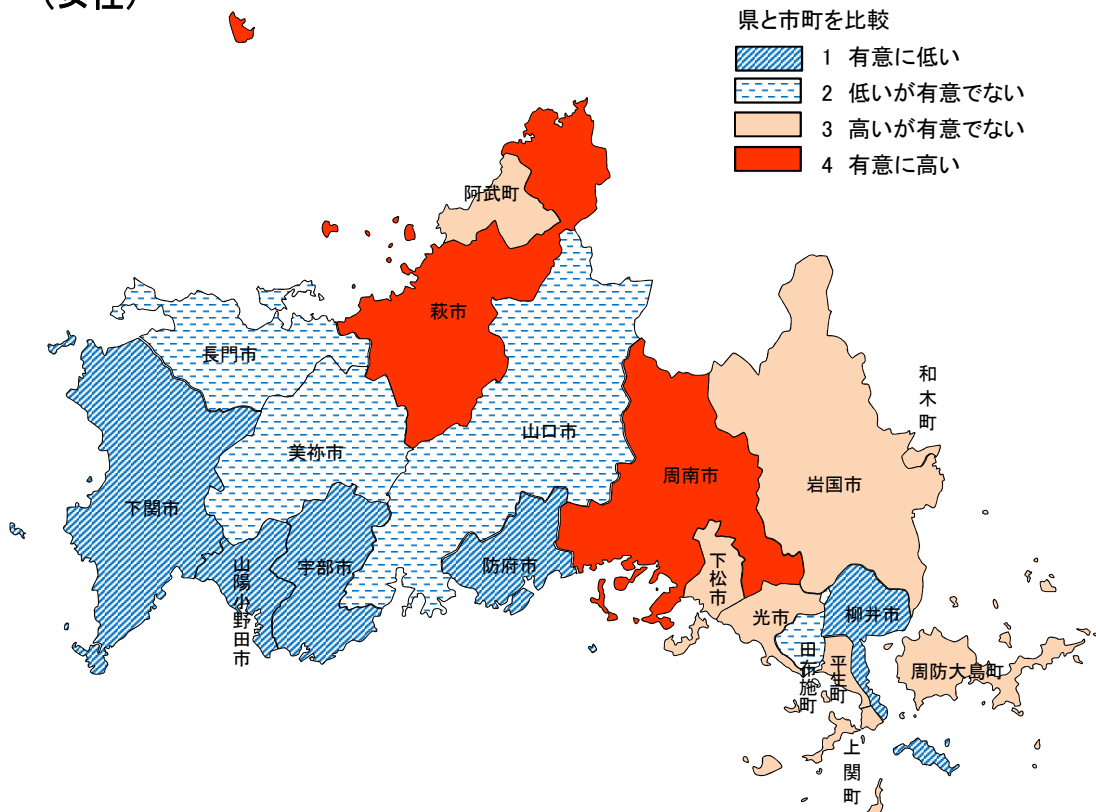 (女性)
県と市町を比較
1 有意に低い
2 低いが有意でない
3 高いが有意でない
4 有意に高い
阿武町
萩市
長門市
和木町
山口市
美祢市
周南市
岩国市
下関市
宇部市
防府市
山陽小野田市
下松市
光市
柳井市
田布施町
平生町
周防大島町
上関町